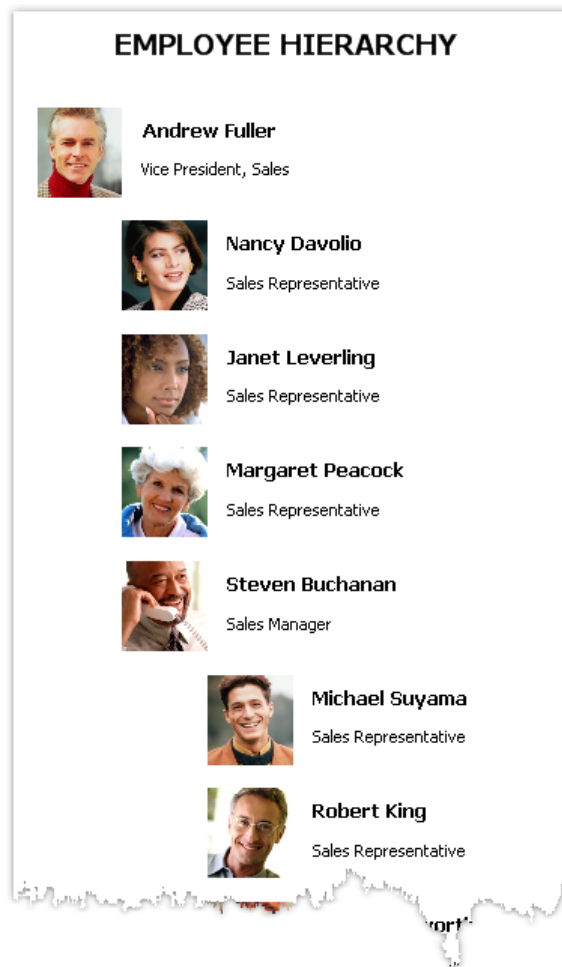 EMPLOYEE HIERARCHY
Andrew Fuller
Vice President, Sales
Nancy Davolio
Sales Representative
Janet Leverling
Sales Representative
Margaret Peacock
Sales Representative
Steven Buchanan
Sales Manager
Michael Suyama
Sales Representative
Robert King
Sales Representative